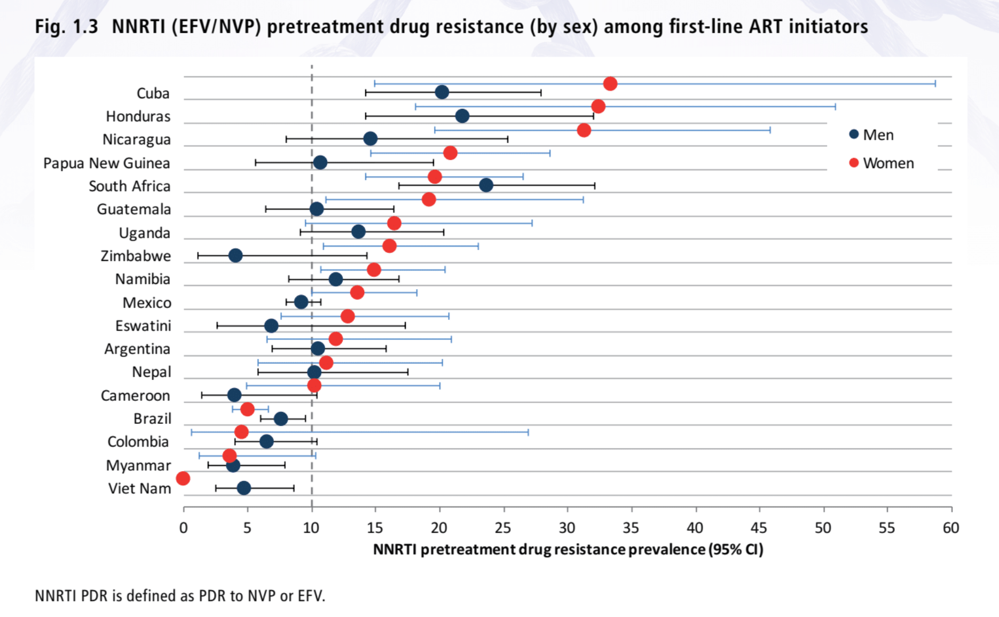 Fig. 1.3 NNRTI (EFV/NVP) pretreatment drug resistance (by sex) among first-line ART initiators
Cuba
Honduras
Nicaragua
Papua New Guinea
South Africa
Guatemala
Uganda
Zimbabwe
Namibia
Mexico
Eswatini
Argentina
Nepal
Cameroon
Brazil
Colombia
Myanmar
Viet Nam
Men
Women
0 5 10 15 20 25 30 35 40 45 50 55 60
NNRTI pretreatment drug resistance prevalence (95% CI)
NNRTI PDR is defined as PDR to NVP or EFV.